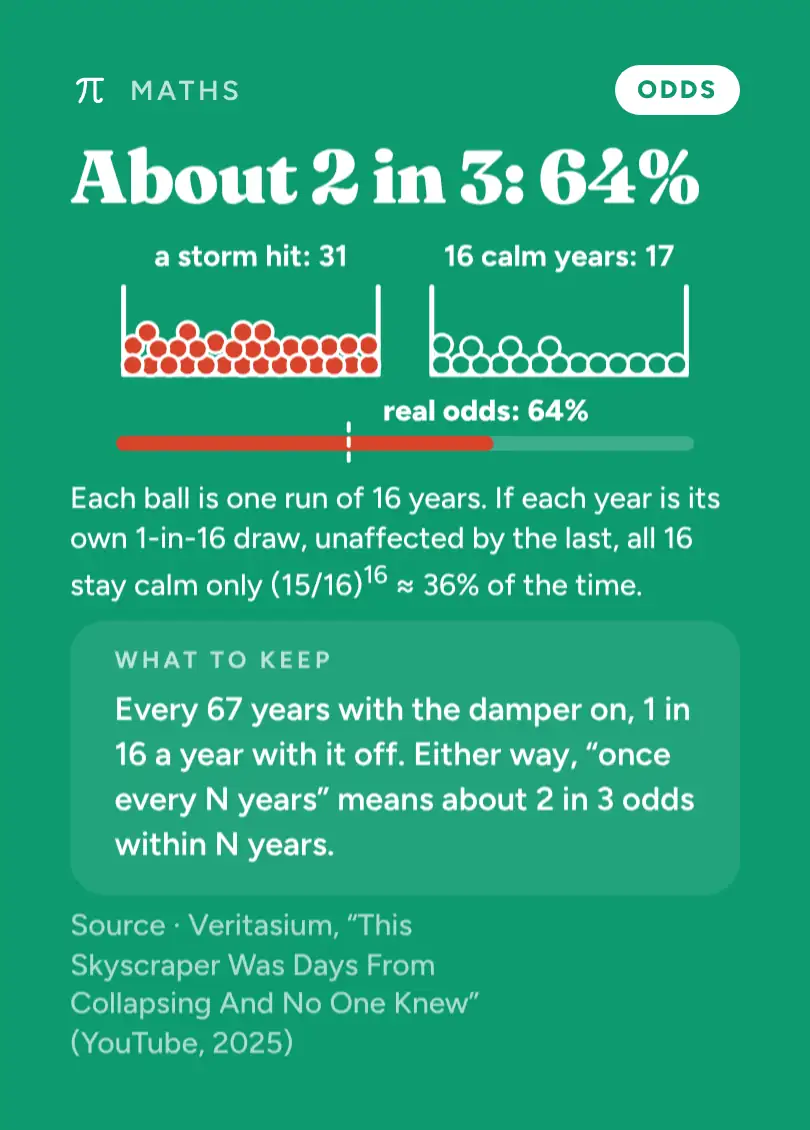 π MATHS
ODDS
About 2 in 3: 64%
a storm hit: 31
16 calm years: 17
real odds: 64%
Each ball is one run of 16 years. If each year is its
own 1-in-16 draw, unaffected by the last, all 16
stay calm only (15/16)¹⁶ ≈ 36% of the time.
WHAT TO KEEP
Every 67 years with the damper on, 1 in
16 a year with it off. Either way, “once
every N years” means about 2 in 3 odds
within N years.
Source · Veritasium, “This
Skyscraper Was Days From
Collapsing And No One Knew”
(YouTube, 2025)